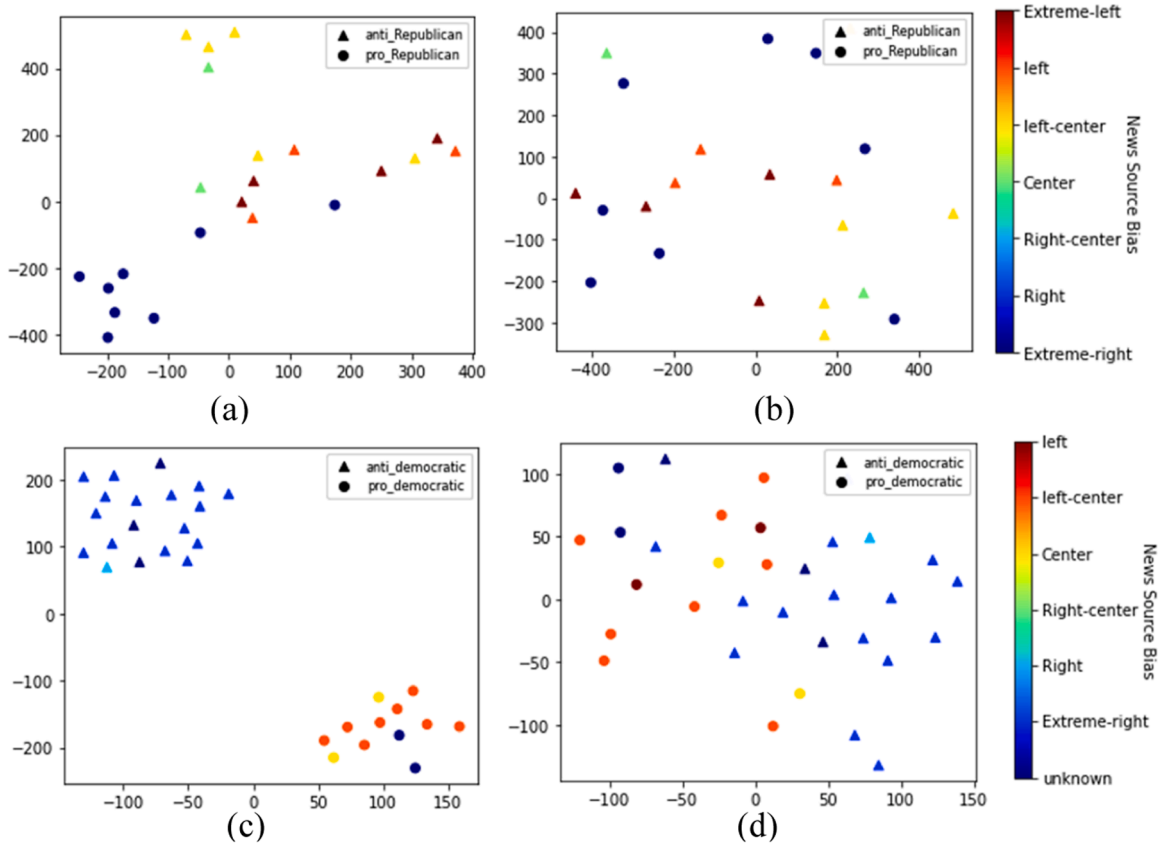 anti_Republican
pro_Republican
400
200
0
−200
−400
−200
−100
0
100
200
300
400
(a)
anti_Republican
pro_Republican
400
300
200
100
0
−100
−200
−300
−400
−200
0
200
400
(b)
Extreme-left
left
left-center
Center
Right-center
Right
Extreme-right
News Source Bias
anti_democratic
pro_democratic
200
100
0
−100
−200
−100
−50
0
50
100
150
(c)
anti_democratic
pro_democratic
100
50
0
−50
−100
−100
−50
0
50
100
150
(d)
left
left-center
Center
Right-center
Right
Extreme-right
unknown
News Source Bias